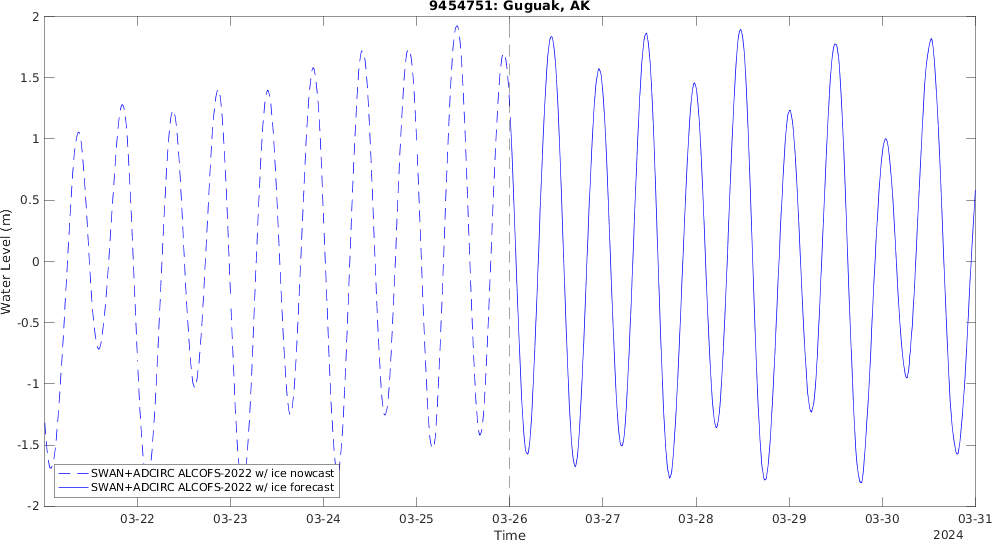 9454751: Guguak, AK
2
1.5
1
0.5
0
-0.5
-1
-1.5
-2
Water Level (m)
SWAN+ADCIRC ALCOFS-2022 w/ ice nowcast
SWAN+ADCIRC ALCOFS-2022 w/ ice forecast
03-22 03-23 03-24 03-25 03-26 03-27 03-28 03-29 03-30 03-31
Time
2024